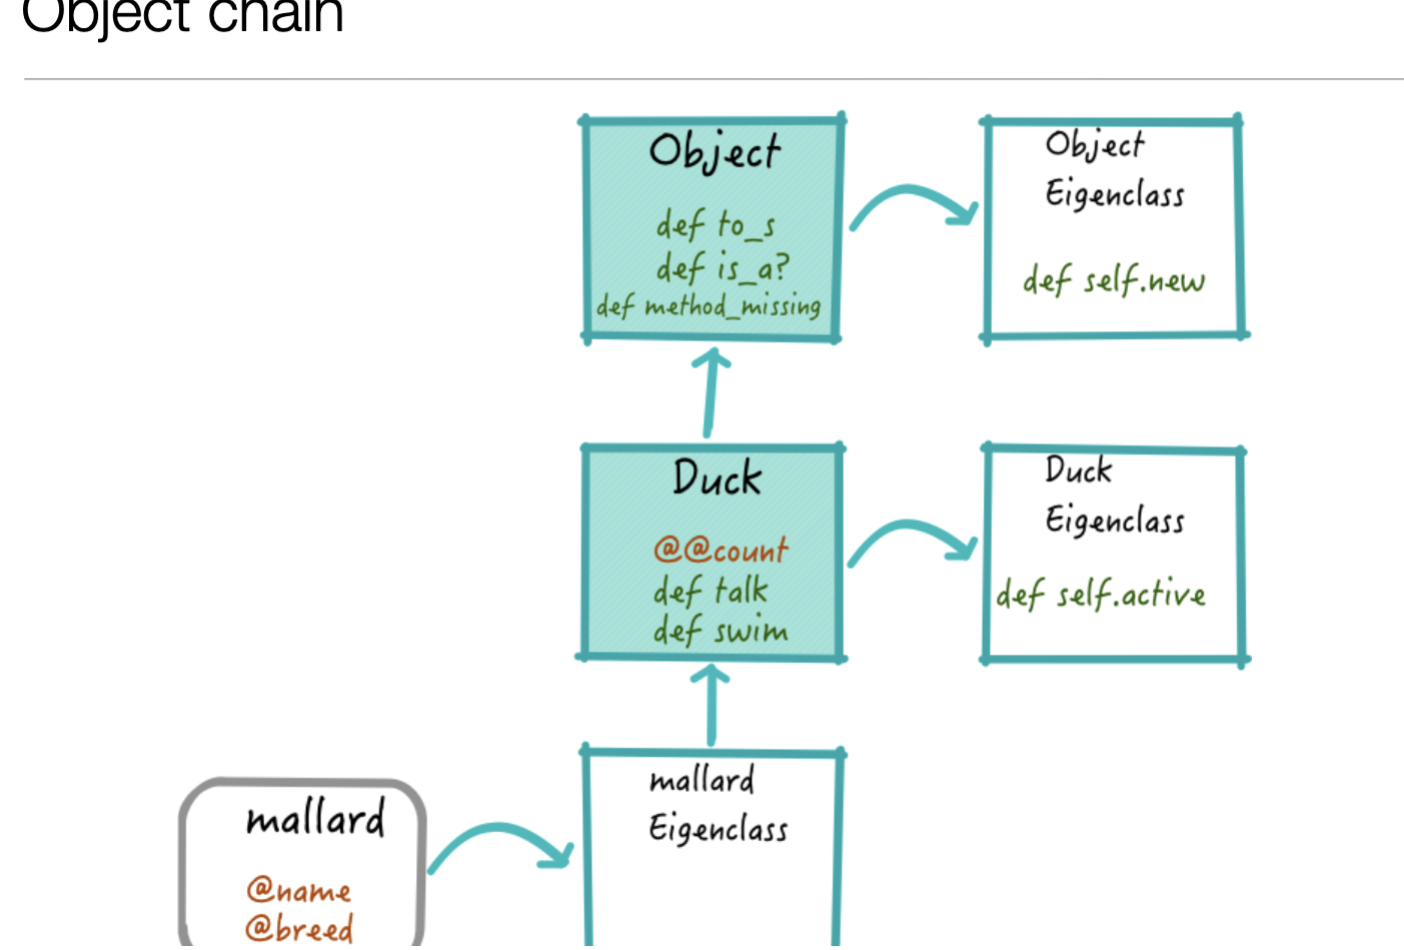 Object chain
Object
def to_s
def is_a?
def method_missing
Object
Eigenclass
def self.new
Duck
@@count
def talk
def swim
Duck
Eigenclass
def self.active
mallard
@name
@breed
mallard
Eigenclass